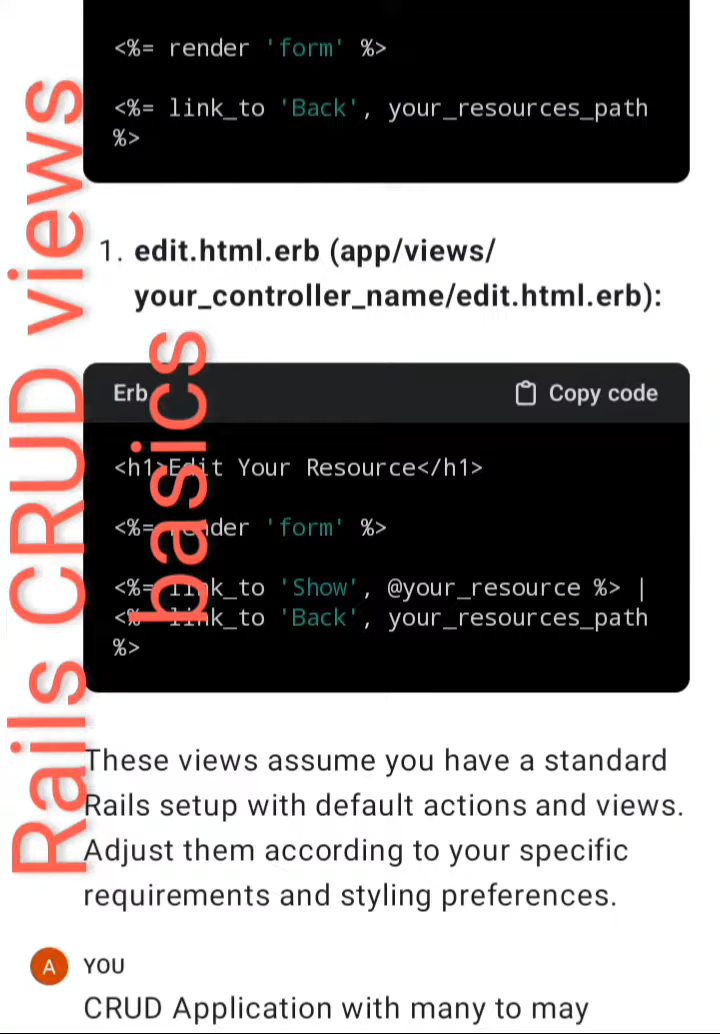 <%= render 'form' %>
<%= link_to 'Back', your_resources_path
%>
1. edit.html.erb (app/views/
your_controller_name/edit.html.erb):
Erb
Copy code
<h1>Edit Your Resource</h1>
<%= render 'form' %>
<%= link_to 'Show', @your_resource %> |
<%= link_to 'Back', your_resources_path
%>
These views assume you have a standard
Rails setup with default actions and views.
Adjust them according to your specific
requirements and styling preferences.
A
YOU
CRUD Application with many to may
Rails CRUD views
basics